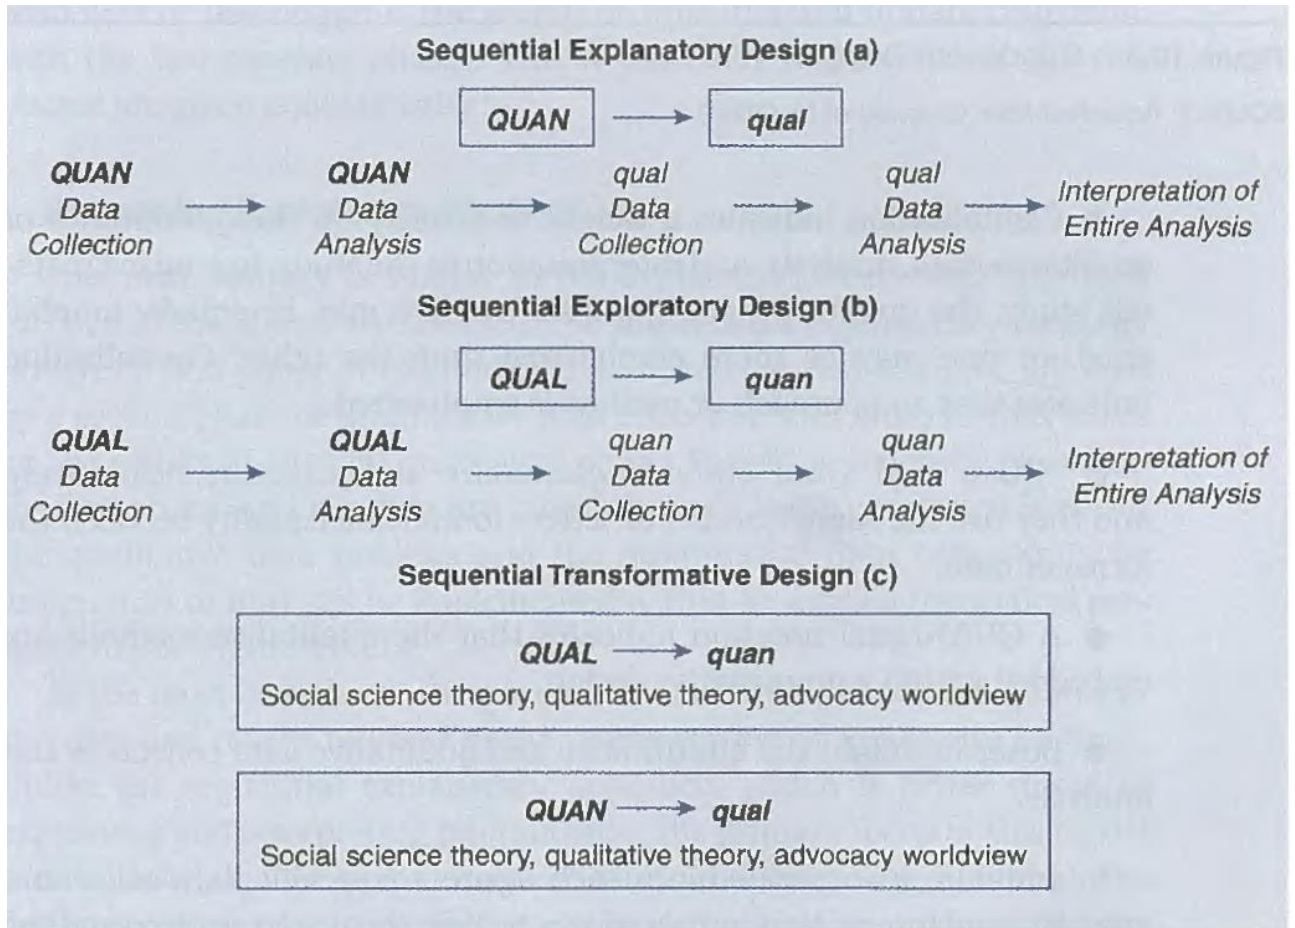 Sequential Explanatory Design (a)
QUAN → qual
QUAN QUAN qual qual
Data → Data → Data → Data → Interpretation of
Collection Analysis Collection Analysis Entire Analysis
Sequential Exploratory Design (b)
QUAL → quan
QUAL QUAL quan quan
Data → Data → Data → Data → Interpretation of
Collection Analysis Collection Analysis Entire Analysis
Sequential Transformative Design (c)
QUAL → quan
Social science theory, qualitative theory, advocacy worldview
QUAN → qual
Social science theory, qualitative theory, advocacy worldview